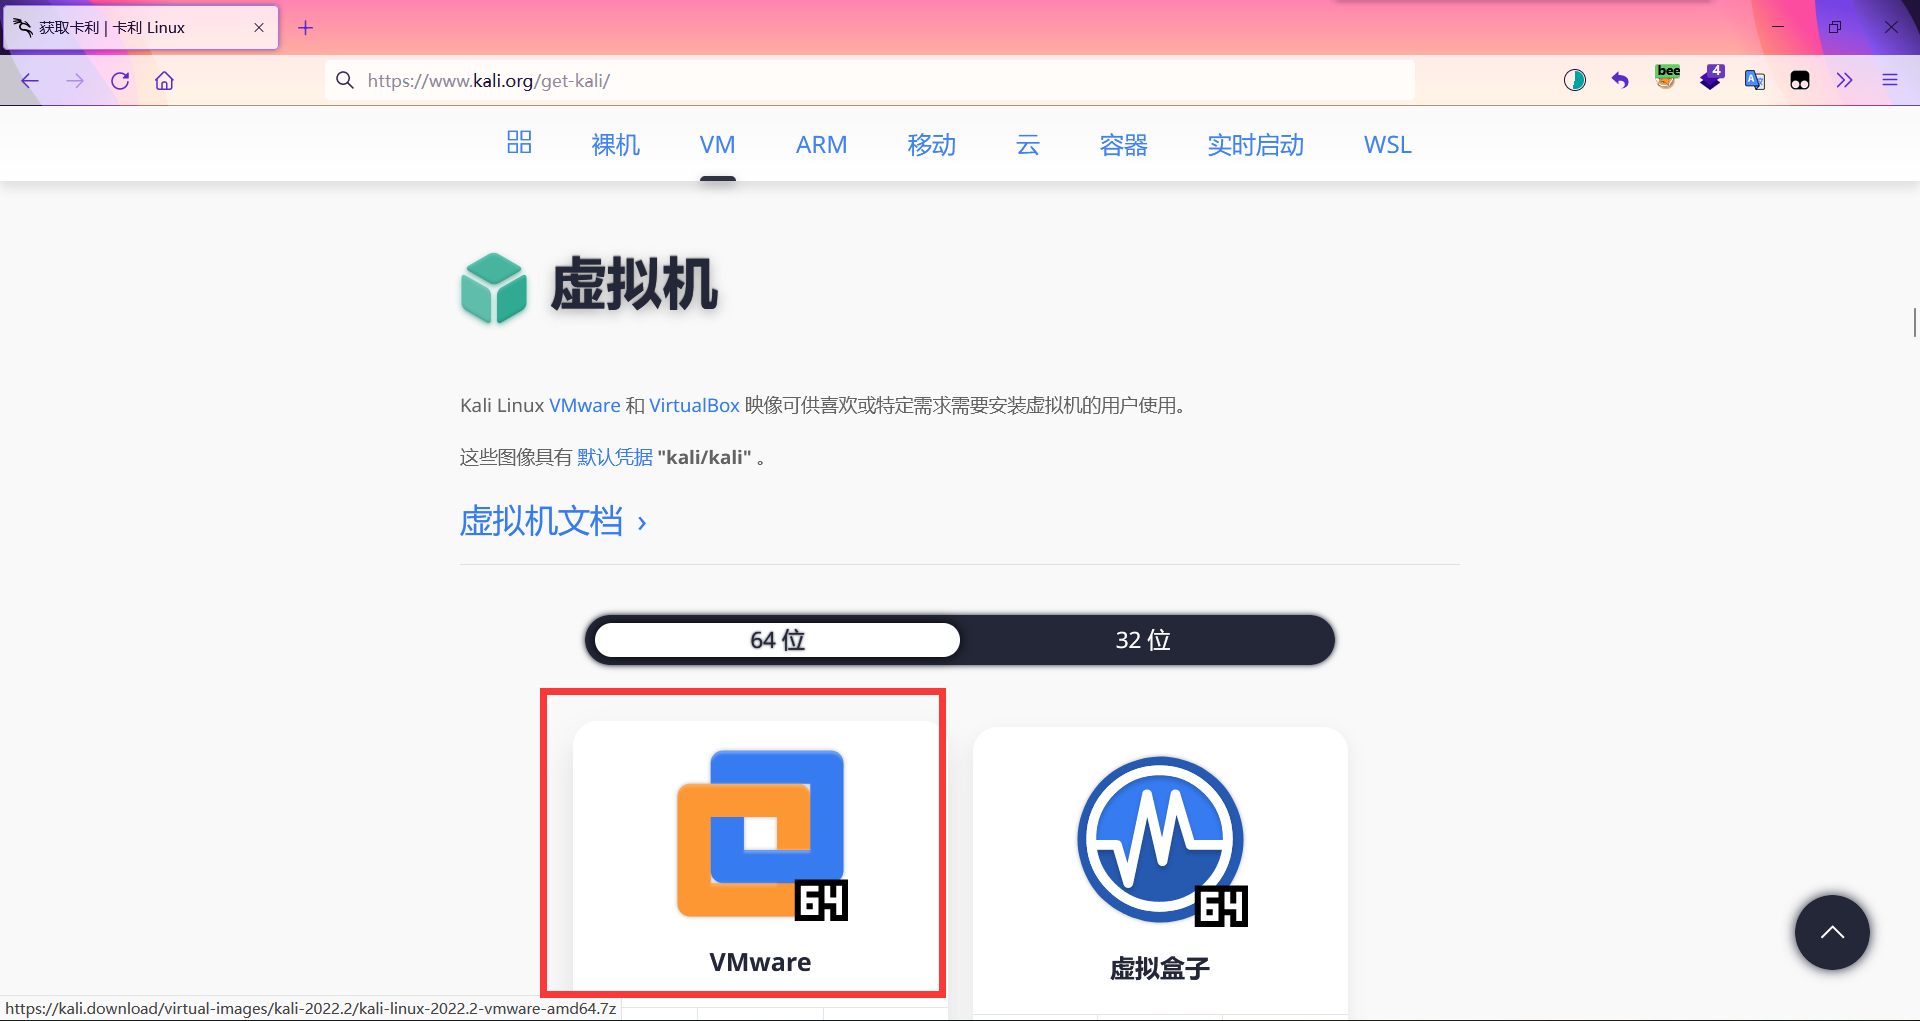 获取卡利 | 卡利 Linux
https://www.kali.org/get-kali/
bee
4
裸机
VM
ARM
移动
云
容器
实时启动
WSL
虚拟机
Kali Linux VMware 和 VirtualBox 映像可供喜欢或特定需求需要安装虚拟机的用户使用。
这些图像具有 默认凭据 "kali/kali" 。
虚拟机文档 ›
64 位
32 位
64
64
VMware
虚拟盒子
https://kali.download/virtual-images/kali-2022.2/kali-linux-2022.2-vmware-amd64.7z